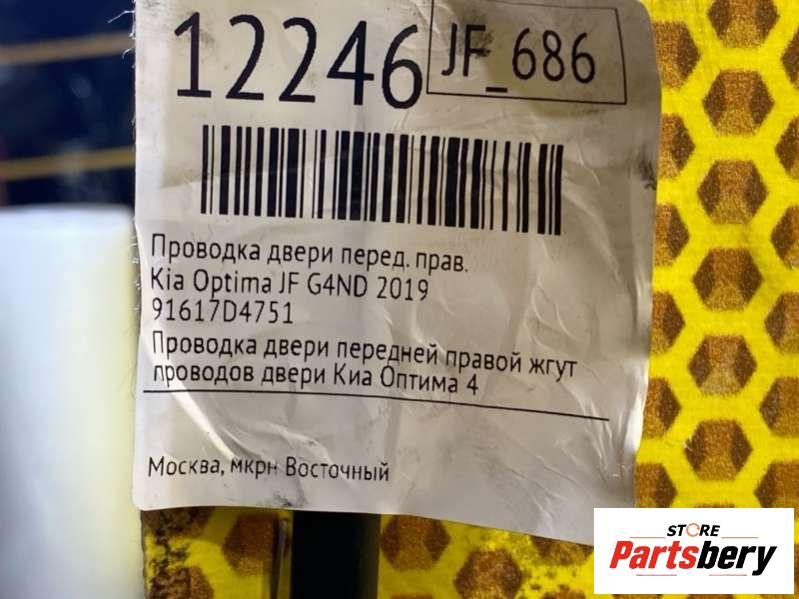 12246
JF_686
Проводка двери перед. прав.
Kia Optima JF G4ND 2019
91617D4751
Проводка двери передней правой жгут
проводов двери Киа Оптима 4
Москва, мкрн Восточный
STORE
Partsbery